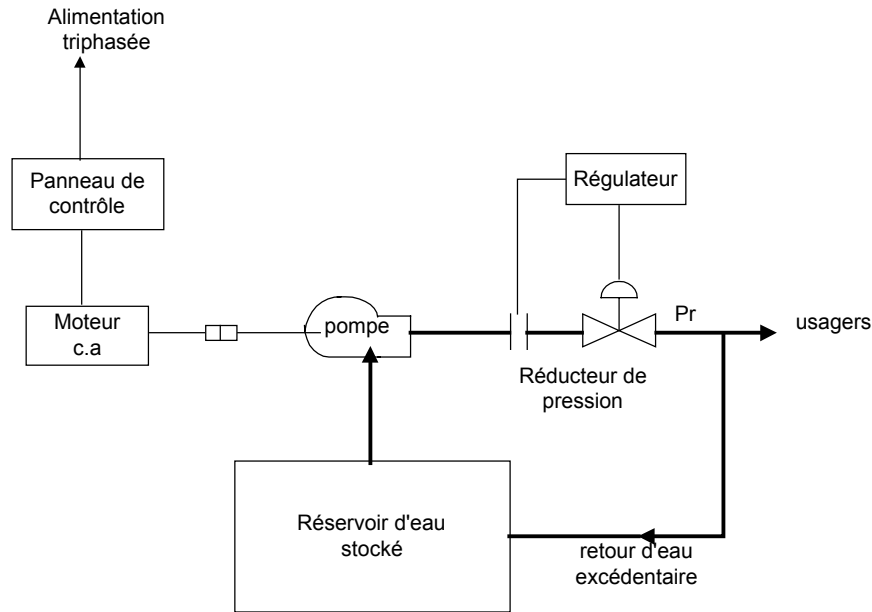 Alimentation
triphasée
Panneau de
contrôle
Régulateur
Moteur
c.a
pompe
Pr
usagers
Réducteur de
pression
Réservoir d'eau
stocké
retour d'eau
excédentaire